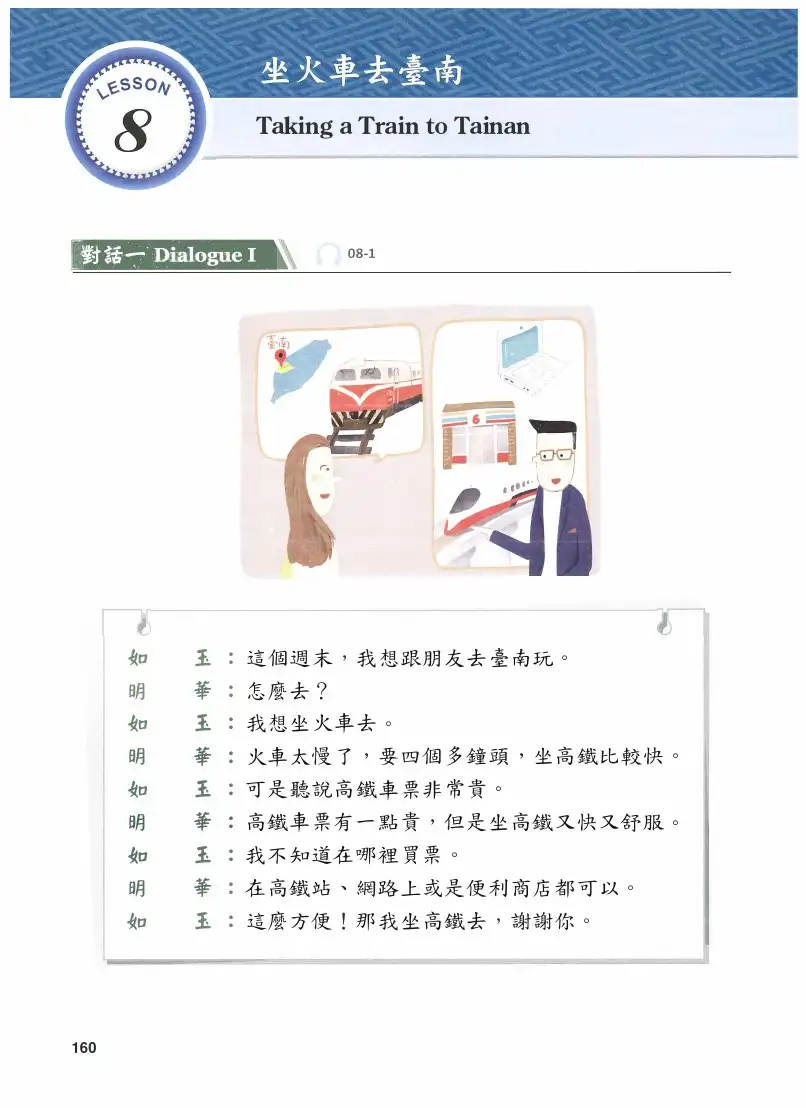 LESSON
8
坐火車去臺南
Taking a Train to Tainan
對話一 Dialogue I
08-1
臺南
6
如玉：這個週末，我想跟朋友去臺南玩。
明華：怎麼去？
如玉：我想坐火車去。
明華：火車太慢了，要四個多鐘頭，坐高鐵比較快。
如玉：可是聽說高鐵車票非常貴。
明華：高鐵車票有一點貴，但是坐高鐵又快又舒服。
如玉：我不知道在哪裡買票。
明華：在高鐵站、網路上或是便利商店都可以。
如玉：這麼方便！那我坐高鐵去，謝謝你。
160